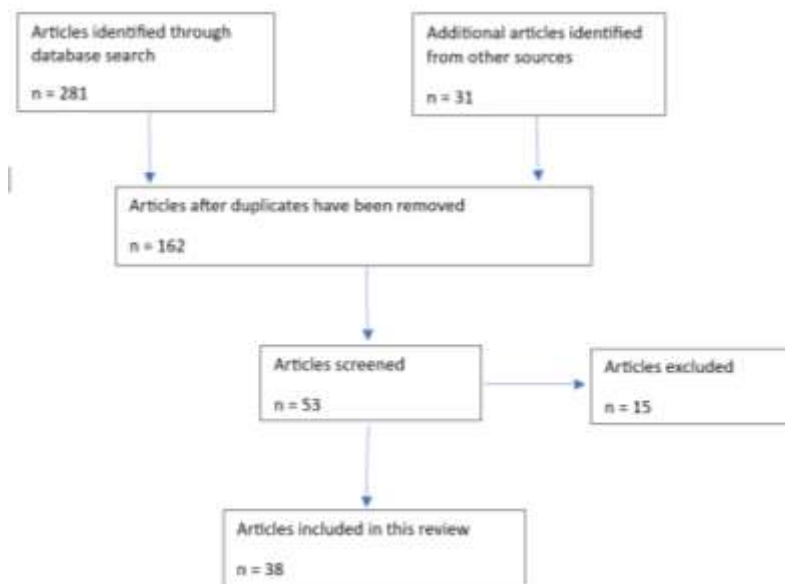 Articles identified through
database search
n = 281
Additional articles identified
from other sources
n = 31
Articles after duplicates have been removed
n = 162
Articles screened
n = 53
Articles excluded
n = 15
Articles included in this review
n = 38